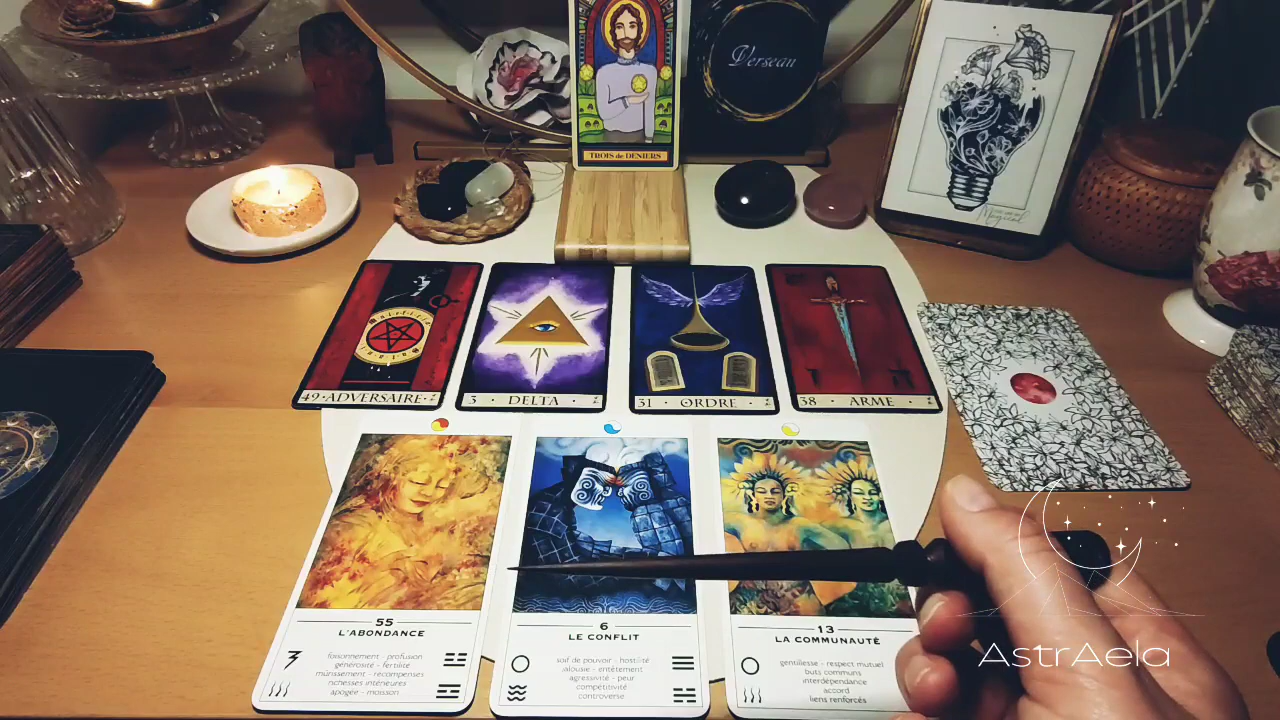 Verseau
TROIS de DENIERS
Magical
49 • ADVERSAIRE •
3 • DELTA
31 • ORDRE
38 • ARME
55
L'ABONDANCE
foisonnement - profusion
générosité - fertilité
mûrissement - récompenses
richesses intérieures
apogée - moisson
6
LE CONFLIT
soif de pouvoir - hostilité
jalousie - entêtement
agressivité - peur
compétitivité
controverse
13
LA COMMUNAUTÉ
gentillesse - respect mutuel
buts communs
interdépendance
accord
liens renforcés
AstrAela